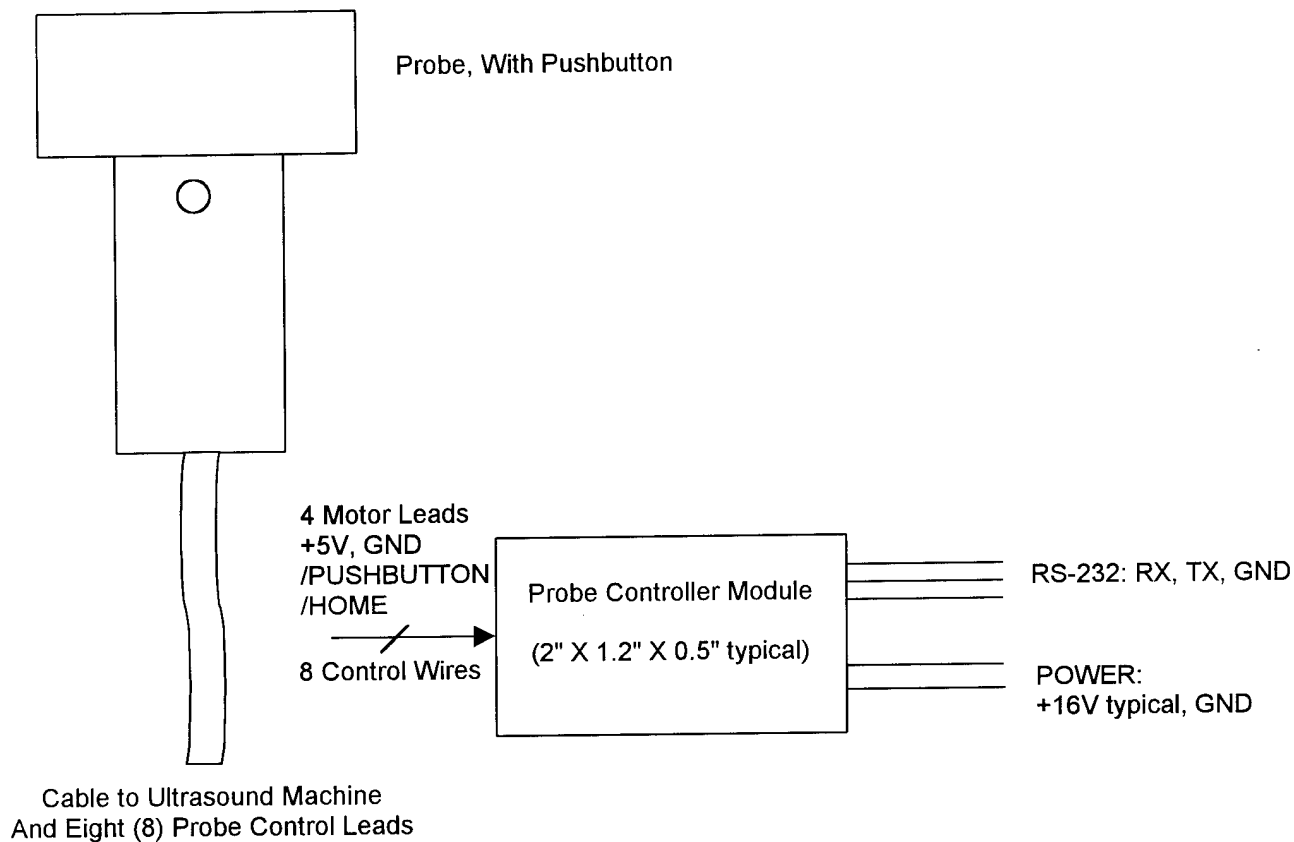 Probe, With Pushbutton
4 Motor Leads
+5V, GND
/PUSHBUTTON
/HOME
8 Control Wires
Probe Controller Module
(2" X 1.2" X 0.5" typical)
RS-232: RX, TX, GND
POWER:
+16V typical, GND
Cable to Ultrasound Machine
And Eight (8) Probe Control Leads